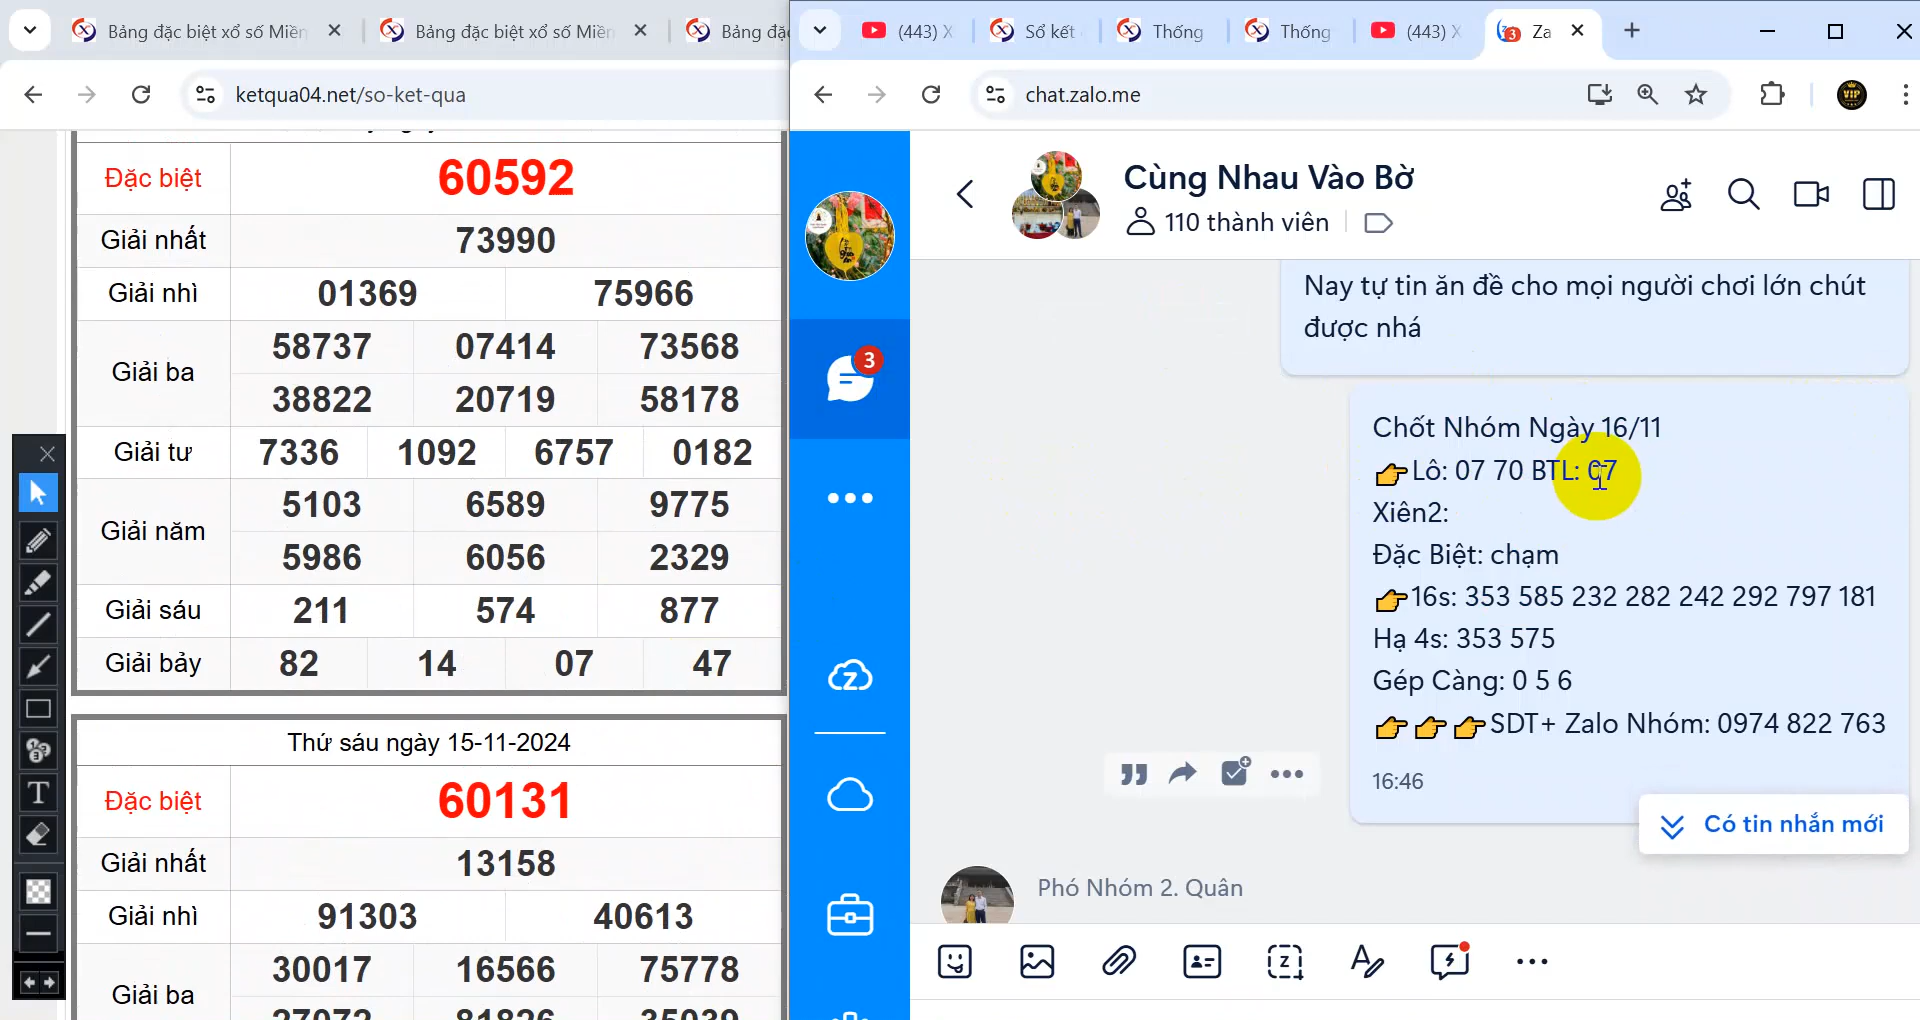 Bảng đặc biệt xổ số Miền
Bảng đặc biệt xổ số Miền
Bảng đặc
ketqua04.net/so-ket-qua
Đặc biệt 60592
Giải nhất 73990
Giải nhì 01369 75966
Giải ba
58737 07414 73568
38822 20719 58178
Giải tư 7336 1092 6757 0182
Giải năm
5103 6589 9775
5986 6056 2329
Giải sáu 211 574 877
Giải bảy 82 14 07 47
Thứ sáu ngày 15-11-2024
Đặc biệt 60131
Giải nhất 13158
Giải nhì 91303 40613
Giải ba
30017 16566 75778
27072 81826 35039
(443) X
Sổ kết
Thống
Thống
(443) X
3
Za
chat.zalo.me
VIP
Cùng Nhau Vào Bờ
110 thành viên
3
Nay tự tin ăn đề cho mọi người chơi lớn chút
được nhá
Chốt Nhóm Ngày 16/11
👉Lô: 07 70 BTL: 07
Xiên2:
Đặc Biệt: chạm
👉16s: 353 585 232 282 242 292 797 181
Hạ 4s: 353 575
Gép Càng: 0 5 6
👉👉👉SDT+ Zalo Nhóm: 0974 822 763
16:46
Có tin nhắn mới
Phó Nhóm 2. Quân